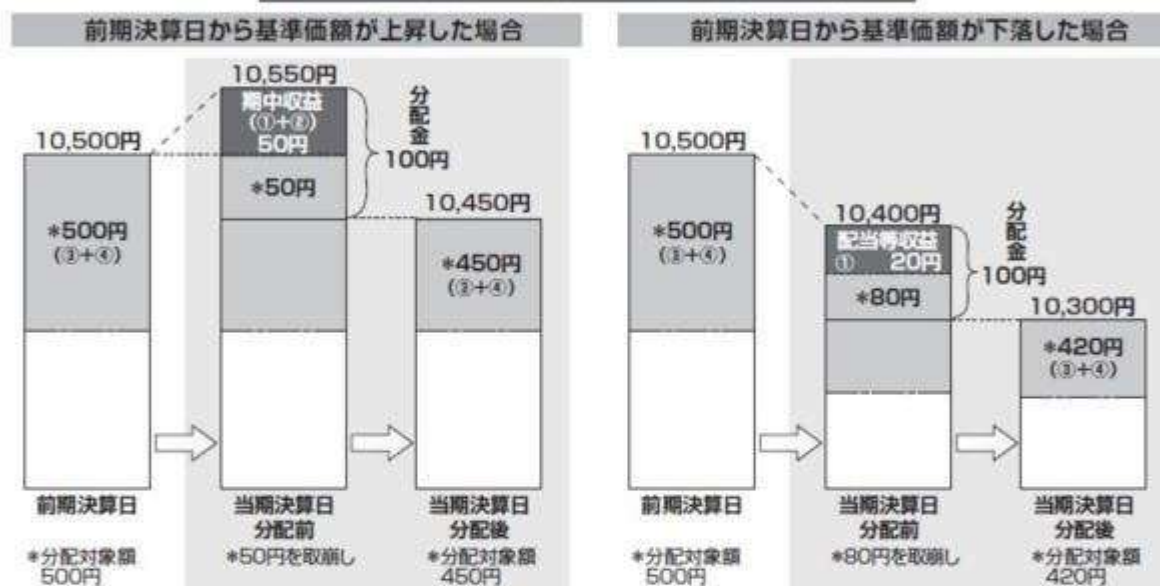 前期決算日から基準価額が上昇した場合
10,500円
*500円
(③+④)
10,550円
期中収益
(①+②)
50円
*50円
分配金
100円
10,450円
*450円
(③+④)
前期決算日
当期決算日
分配前
当期決算日
分配後
*分配対象額
500円
*50円を取崩し
*分配対象額
450円
前期決算日から基準価額が下落した場合
10,500円
*500円
(③+④)
10,400円
配当等収益
① 20円
*80円
分配金
100円
10,300円
*420円
(③+④)
前期決算日
当期決算日
分配前
当期決算日
分配後
*分配対象額
500円
*80円を取崩し
*分配対象額
420円